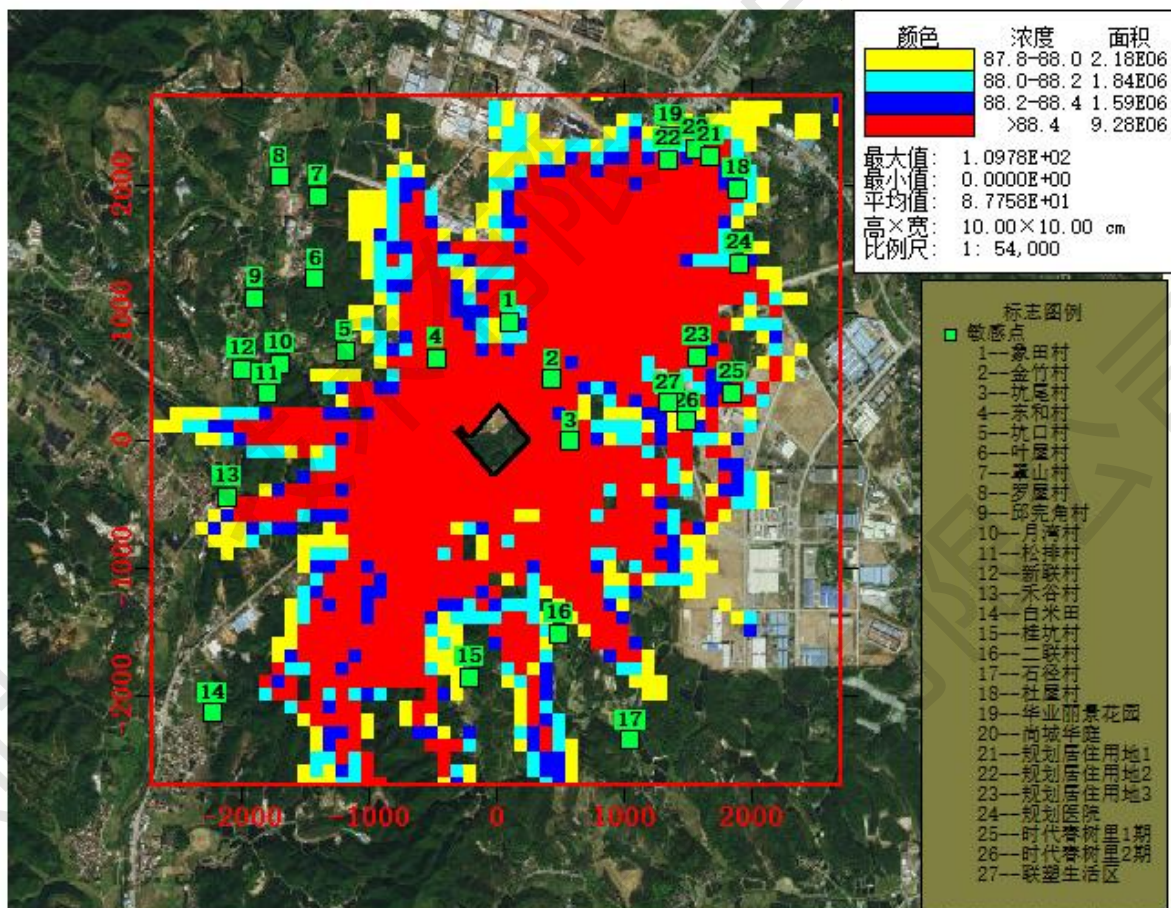 颜色 浓度 面积
87.8-88.0 2.18E06
88.0-88.2 1.84E06
88.2-88.4 1.59E06
>88.4 9.28E06
最大值: 1.0978E+02
最小值: 0.0000E+00
平均值: 8.7758E+01
高×宽: 10.00×10.00 cm
比例尺: 1: 54,000
标志图例
敏感点
1--象田村
2--金竹村
3--坑尾村
4--东和村
5--坑口村
6--叶屋村
7--覃山村
8--罗屋村
9--邱壳角村
10--月湾村
11--松排村
12--新联村
13--禾谷村
14--白米田
15--桂坑村
16--二联村
17--石径村
18--杜屋村
19--华业丽景花园
20--尚城华庭
21--规划居住用地1
22--规划居住用地2
23--规划居住用地3
24--规划医院
25--时代春树里1期
26--时代春树里2期
27--联塑生活区
19
20
21
22
18
8
7
24
6
9
1
5
4
10
12
11
2
23
27
25
26
3
13
16
15
14
17
2000
1000
0
-1000
-2000
-2000 -1000 0 1000 2000